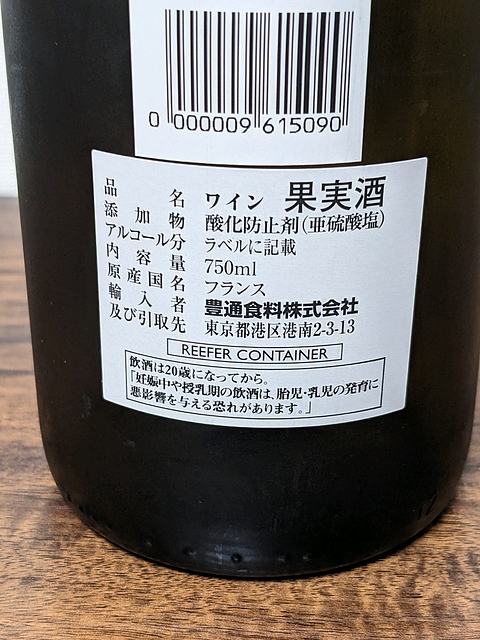 0 000009 615090
品名 ワイン 果実酒
添加物 酸化防止剤(亜硫酸塩)
アルコール分 ラベルに記載
内容量 750ml
原産国名 フランス
輸入者 豊通食料株式会社
及び引取先 東京都港区港南2-3-13
REEFER CONTAINER
飲酒は20歳になってから。
「妊娠中や授乳期の飲酒は、胎児・乳児の発育に
悪影響を与える恐れがあります。」